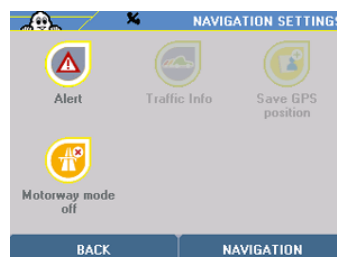 NAVIGATION SETTINGS
Alert
Traffic Info
Save GPS
position
Motorway mode
off
BACK
NAVIGATION